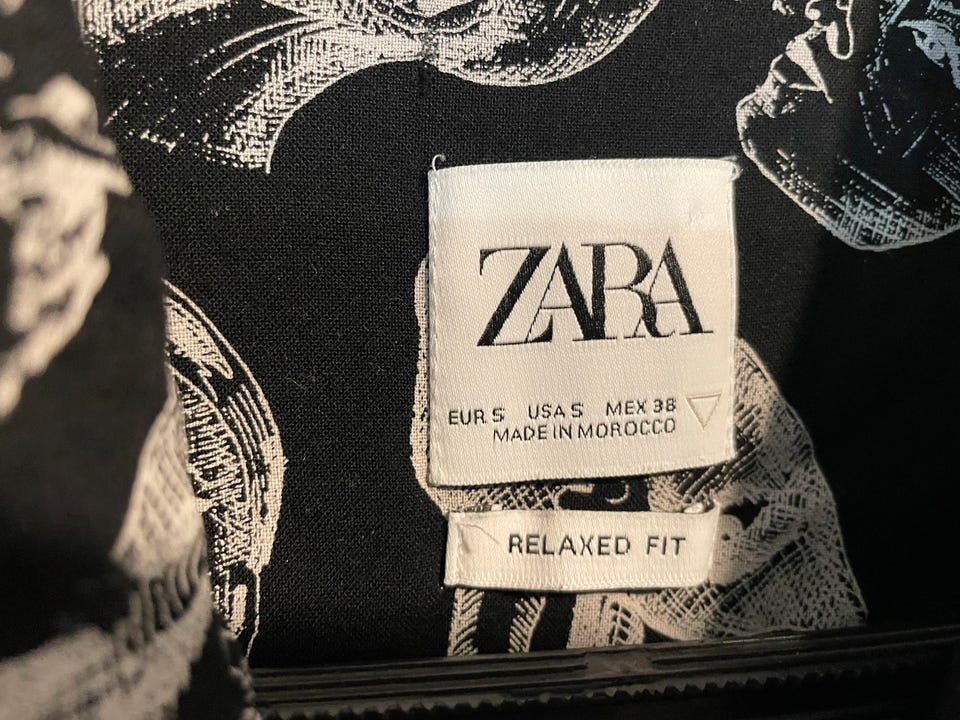 ZARA
EUR S USA S MEX 38
MADE IN MOROCCO
RELAXED FIT